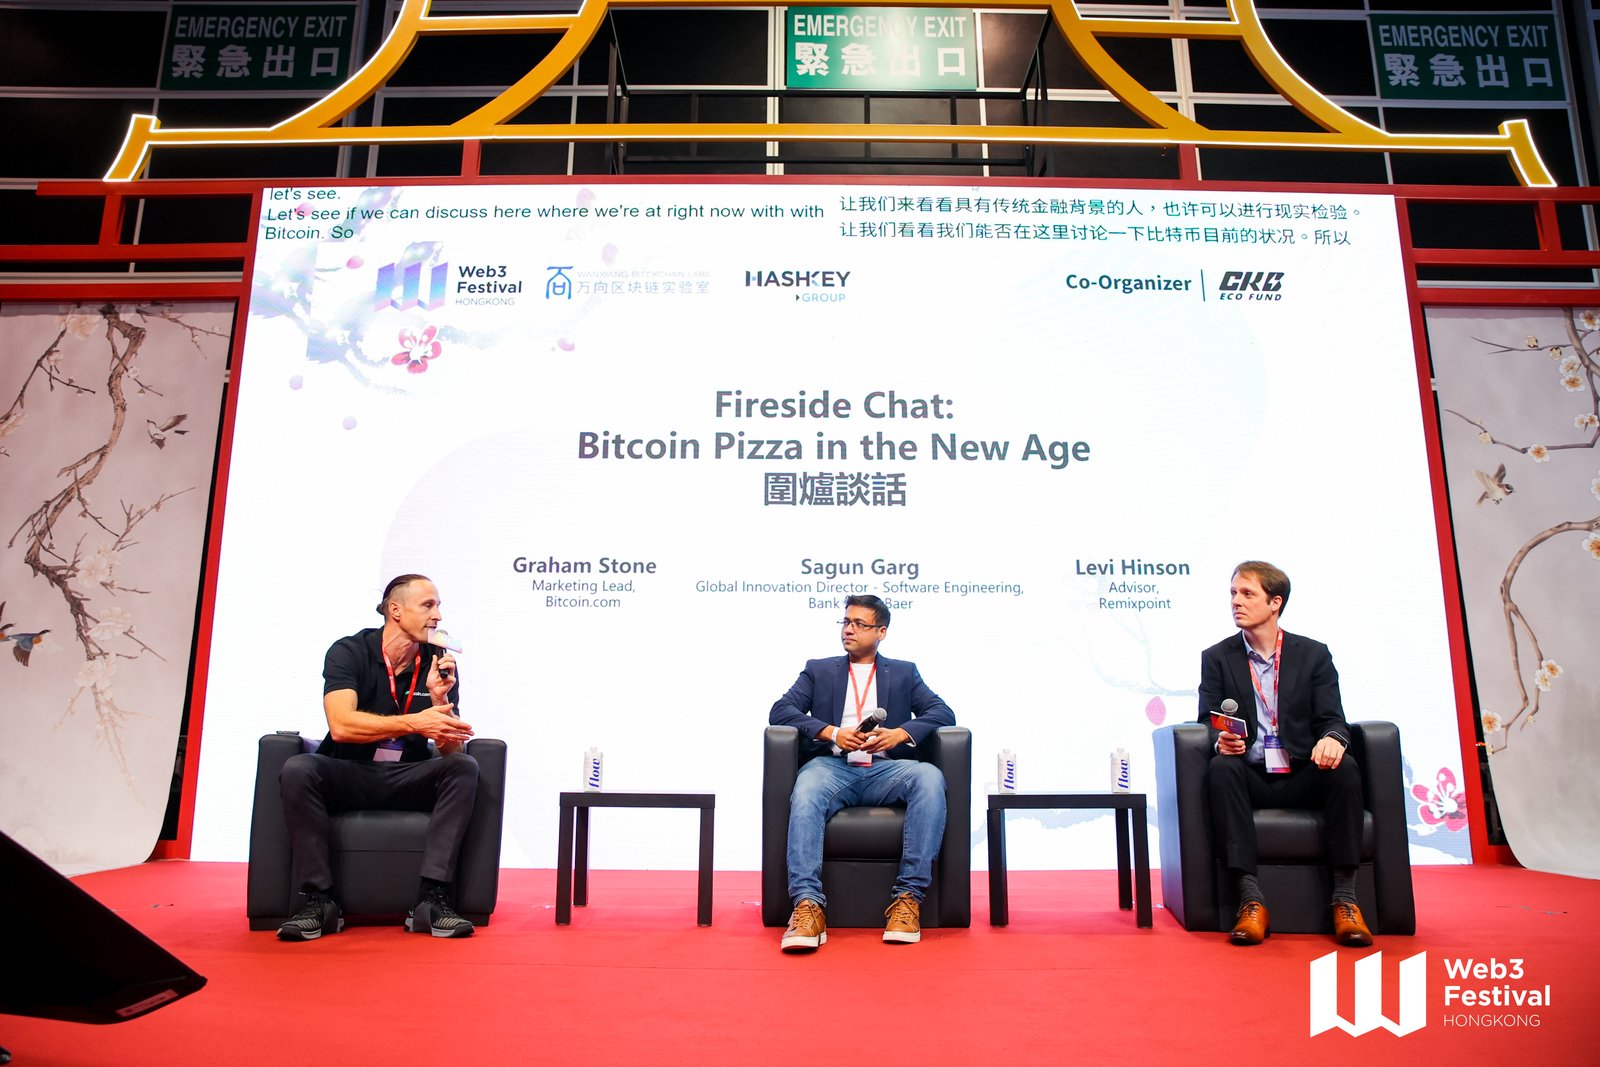 EMERGENCY EXIT
緊急出口
EMERGENCY EXIT
緊急出口
EMERGENCY EXIT
緊急出口
let's see.
Let's see if we can discuss here where we're at right now with with
Bitcoin. So
让我们来看看具有传统金融背景的人，也许可以进行现实检验。
让我们看看我们能否在这里讨论一下比特币目前的状况。所以
Web3
Festival
HONGKONG
WANXIANG BLOCKCHAIN LABS
万向区块链实验室
HASHKEY
GROUP
Co-Organizer
CKB
ECO FUND
Fireside Chat:
Bitcoin Pizza in the New Age
圍爐談話
Graham Stone
Marketing Lead,
Bitcoin.com
Sagun Garg
Global Innovation Director - Software Engineering,
Bank Baer
Levi Hinson
Advisor,
Remixpoint
coin.com
flow
flow
flow
Web3
Festival
HONGKONG